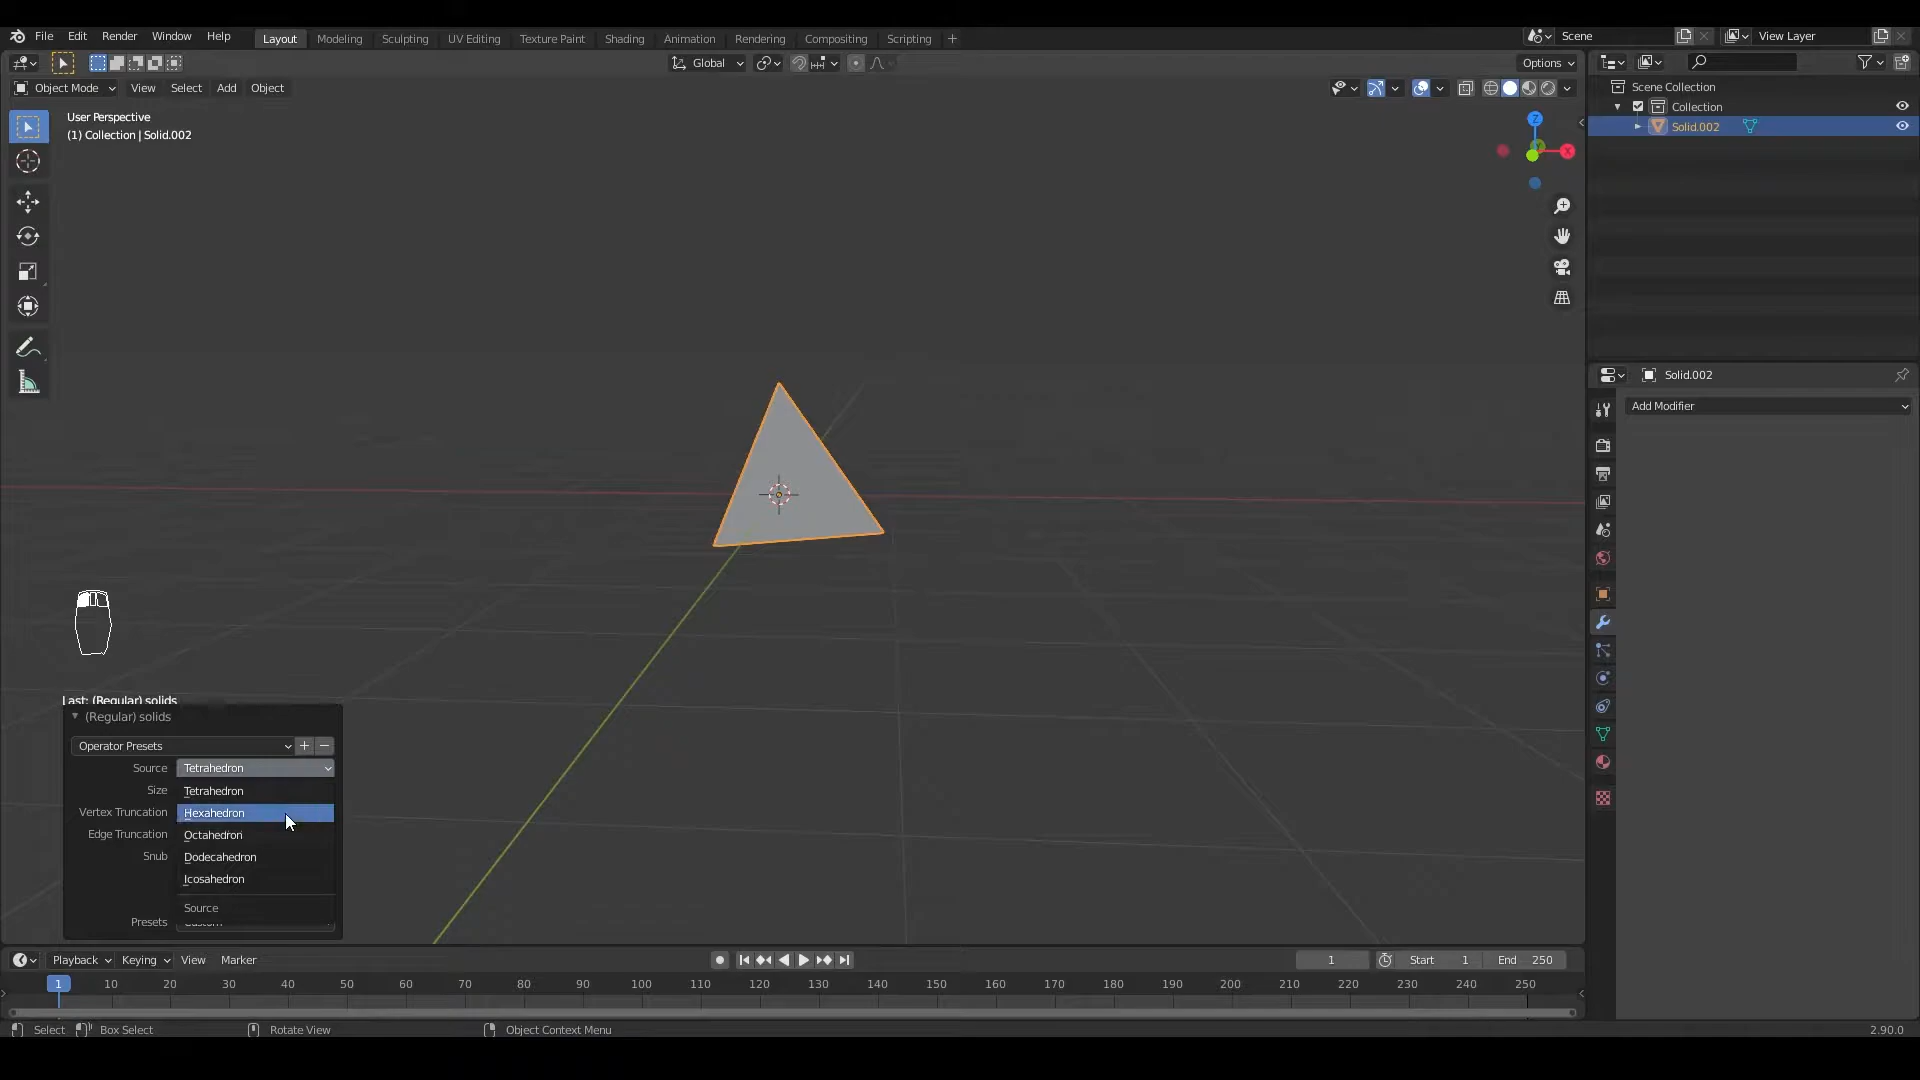 File Edit Render Window Help Layout Modeling Sculpting UV Editing Texture Paint Shading Animation Rendering Compositing Scripting + Scene View Layer
Global Options
Object Mode View Select Add Object
Scene Collection
Collection
Solid.002
User Perspective
(1) Collection | Solid.002
Z
X
Solid.002
Add Modifier
Last: (Regular) solids
(Regular) solids
Operator Presets + −
Source Tetrahedron
Size Tetrahedron
Vertex Truncation Hexahedron
Edge Truncation Octahedron
Snub Dodecahedron
Icosahedron
Source
Presets Custom
Playback Keying View Marker 1 Start 1 End 250
1 10 20 30 40 50 60 70 80 90 100 110 120 130 140 150 160 170 180 190 200 210 220 230 240 250
Select Box Select Rotate View Object Context Menu 2.90.0